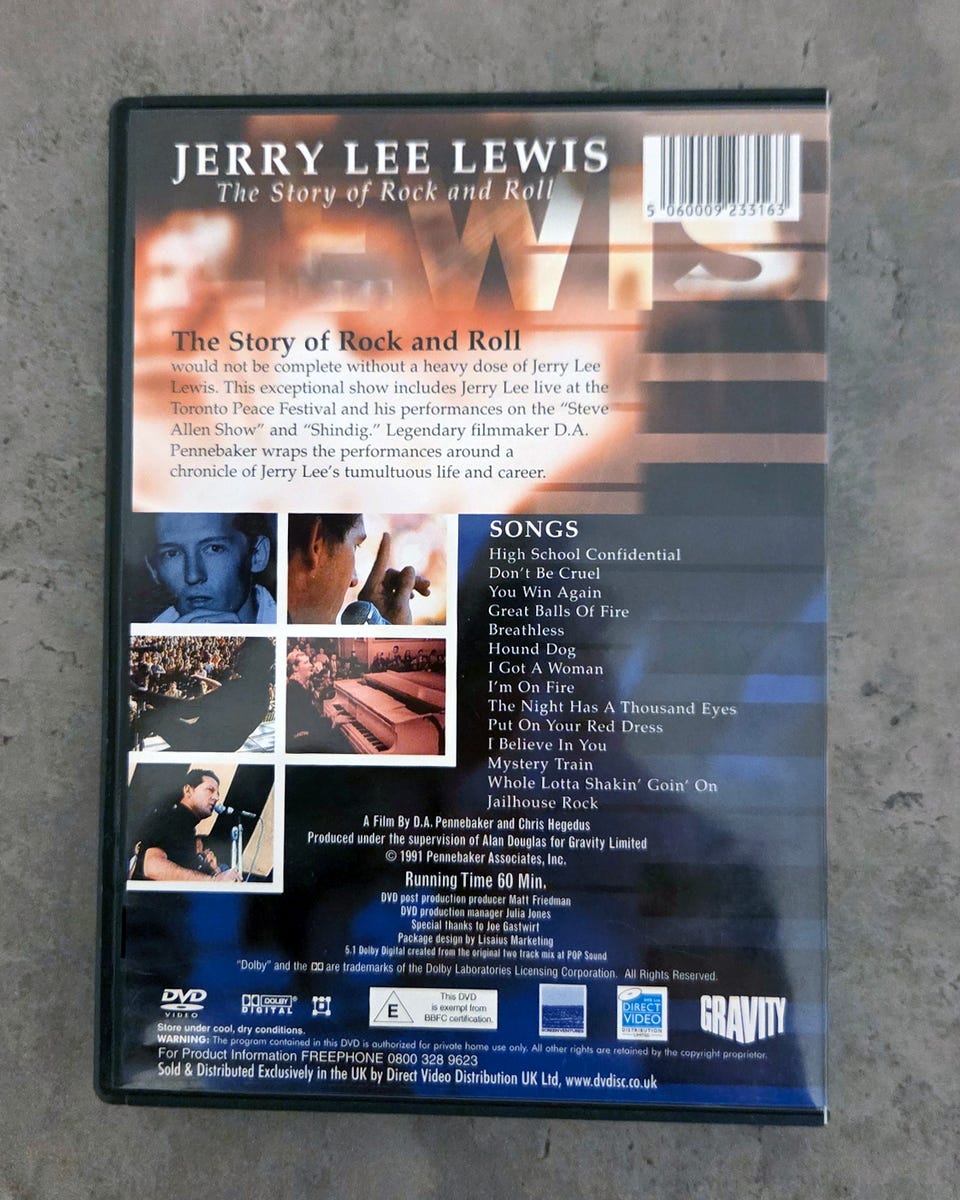 JERRY LEE LEWIS
The Story of Rock and Roll
5 060009 233163
LEWIS
The Story of Rock and Roll
would not be complete without a heavy dose of Jerry Lee
Lewis. This exceptional show includes Jerry Lee live at the
Toronto Peace Festival and his performances on the “Steve
Allen Show” and “Shindig.” Legendary filmmaker D.A.
Pennebaker wraps the performances around a
chronicle of Jerry Lee’s tumultuous life and career.
SONGS
High School Confidential
Don’t Be Cruel
You Win Again
Great Balls Of Fire
Breathless
Hound Dog
I Got A Woman
I’m On Fire
The Night Has A Thousand Eyes
Put On Your Red Dress
I Believe In You
Mystery Train
Whole Lotta Shakin’ Goin’ On
Jailhouse Rock
A Film By D.A. Pennebaker and Chris Hegedus
Produced under the supervision of Alan Douglas for Gravity Limited
© 1991 Pennebaker Associates, Inc.
Running Time 60 Min.
DVD post production producer Matt Friedman
DVD production manager Julia Jones
Special thanks to Joe Gastwirt
Package design by Lisaius Marketing
5.1 Dolby Digital created from the original two track mix at POP Sound
“Dolby” and the DD are trademarks of the Dolby Laboratories Licensing Corporation. All Rights Reserved.
DVD VIDEO
DOLBY DIGITAL
E
This DVD
is exempt from
BBFC certification.
SCREEN VENTURES
DIRECT
VIDEO
DISTRIBUTION
LIMITED
GRAVITY
Store under cool, dry conditions.
WARNING: The program contained in this DVD is authorized for private home use only. All other rights are retained by the copyright proprietor.
For Product Information FREEPHONE 0800 328 9623
Sold & Distributed Exclusively in the UK by Direct Video Distribution UK Ltd, www.dvdisc.co.uk